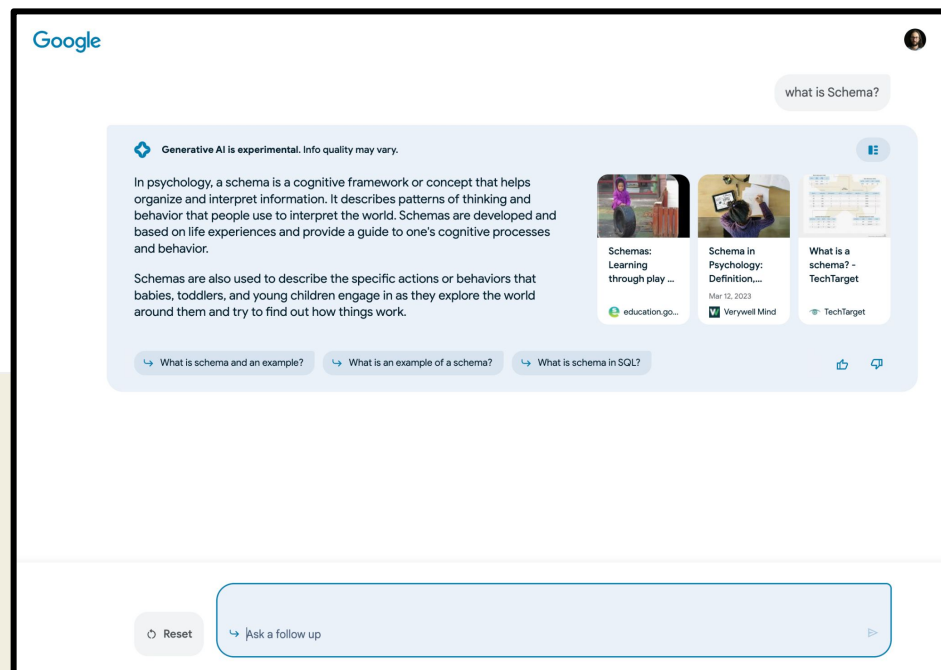 Google
what is Schema?
Generative AI is experimental. Info quality may vary.
In psychology, a schema is a cognitive framework or concept that helps
organize and interpret information. It describes patterns of thinking and
behavior that people use to interpret the world. Schemas are developed and
based on life experiences and provide a guide to one's cognitive processes
and behavior.
Schemas are also used to describe the specific actions or behaviors that
babies, toddlers, and young children engage in as they explore the world
around them and try to find out how things work.
Schemas:
Learning
through play ...
education.go...
Schema in
Psychology:
Definition,...
Mar 12, 2023
Verywell Mind
What is a
schema? -
TechTarget
TechTarget
What is schema and an example?
What is an example of a schema?
What is schema in SQL?
Reset
Ask a follow up